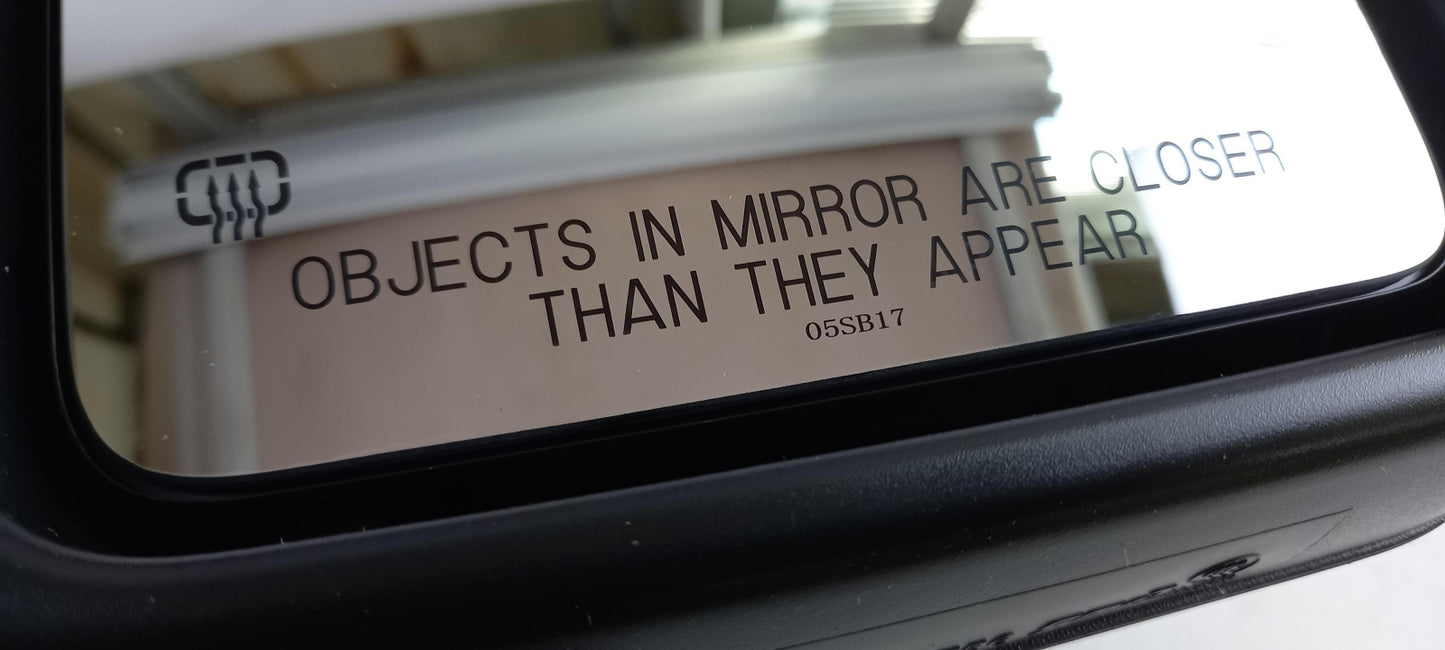 OBJECTS IN MIRROR ARE CLOSER
THAN THEY APPEAR
05SB17